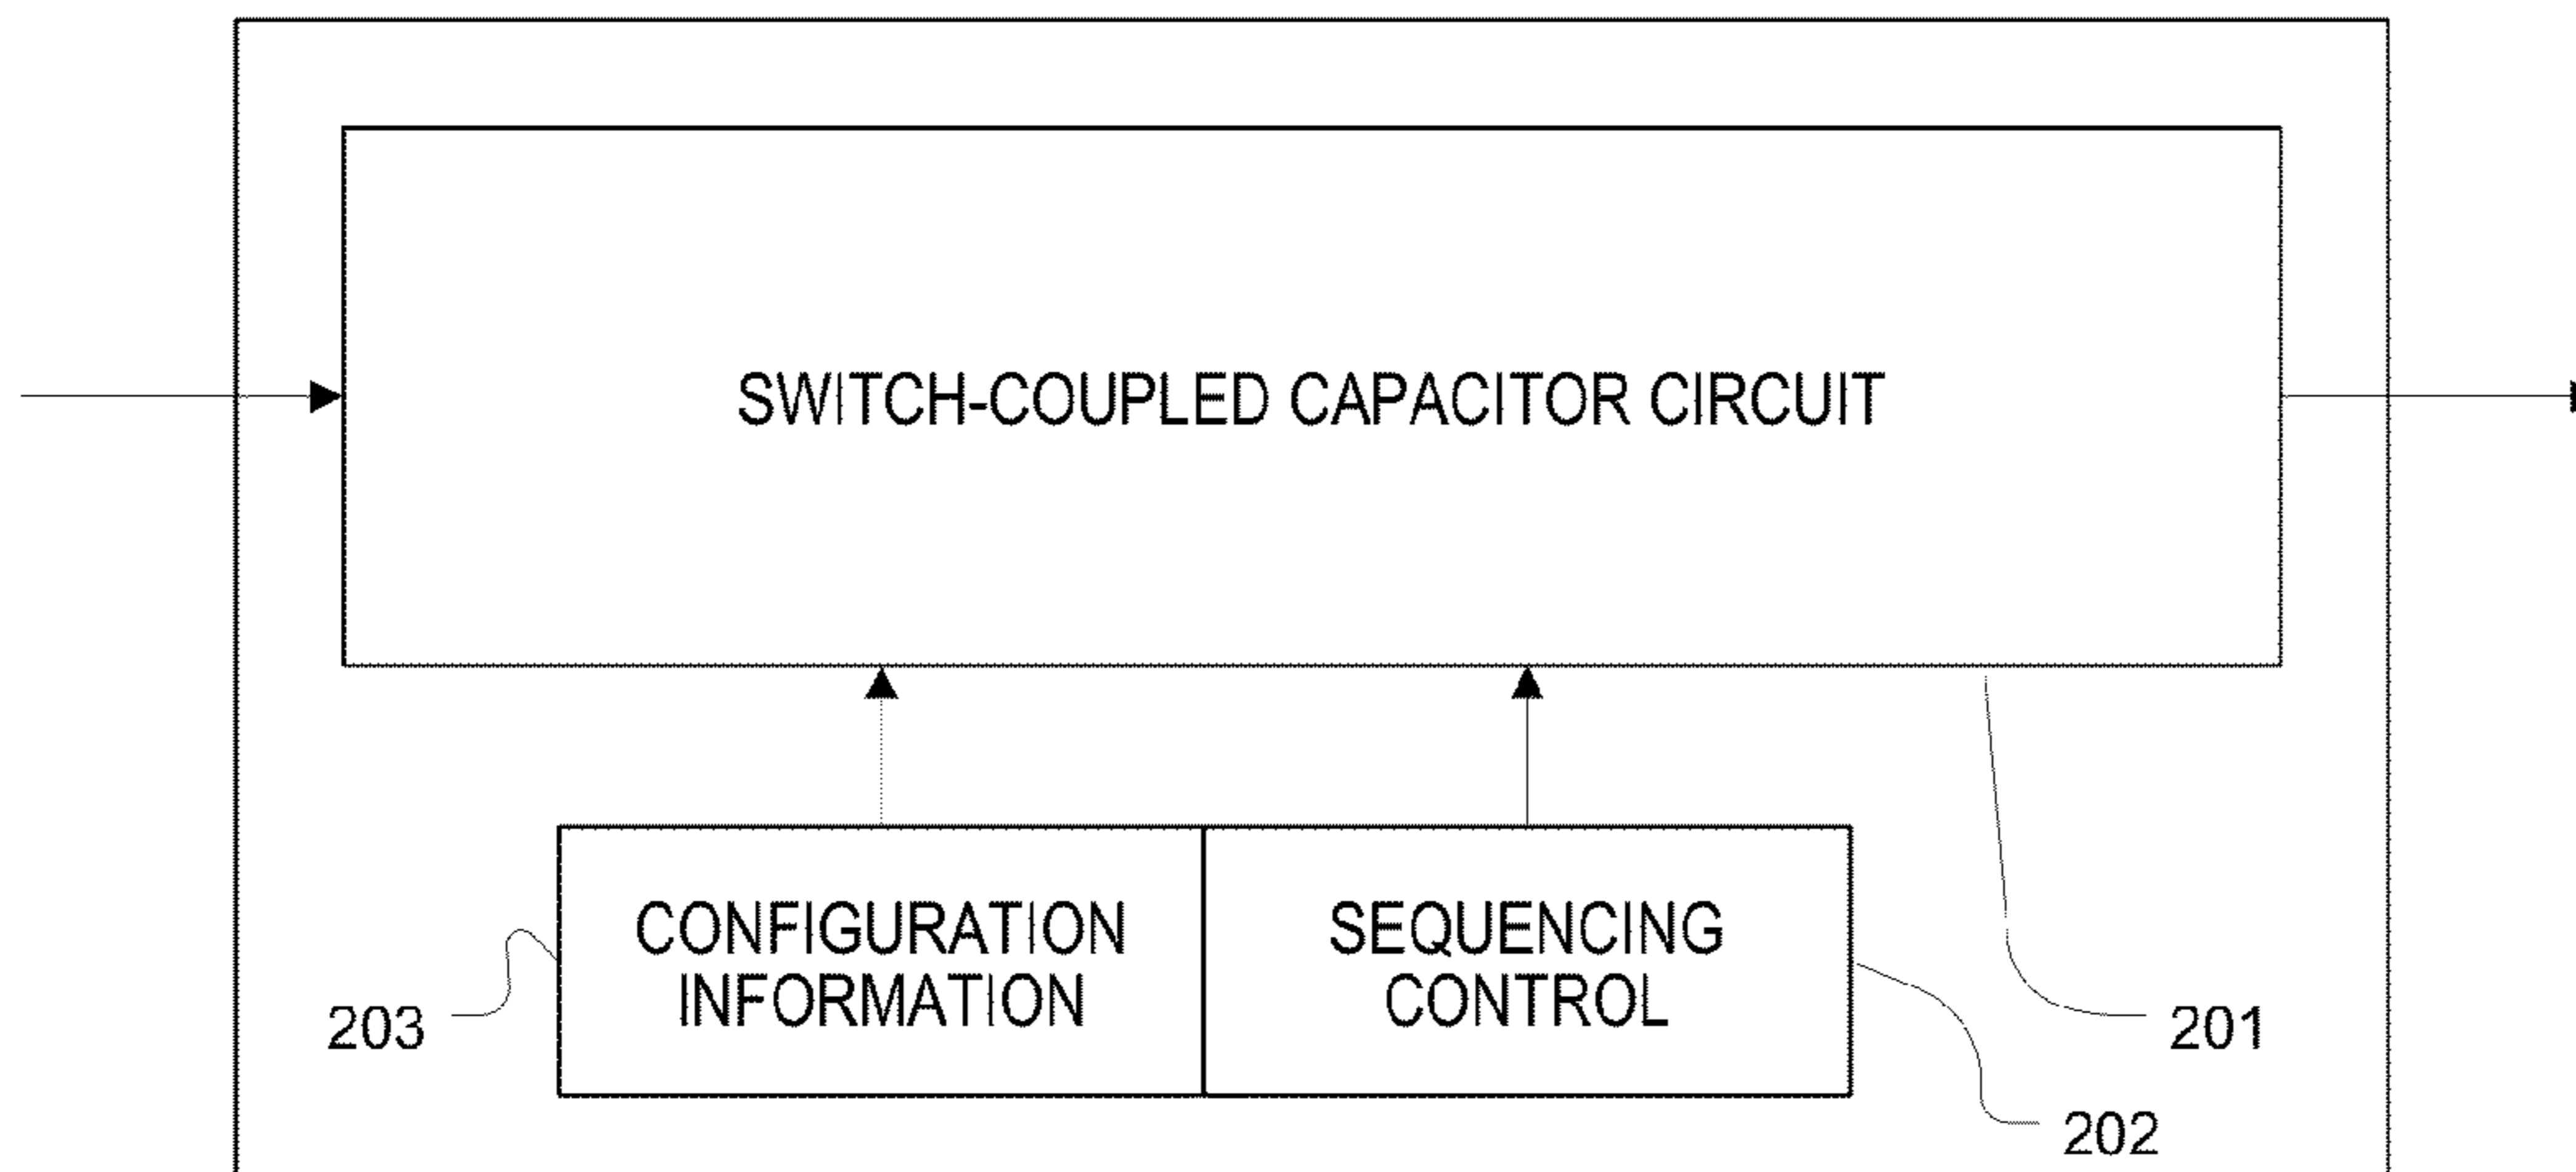 SWITCH-COUPLED CAPACITOR CIRCUIT
CONFIGURATION
INFORMATION
SEQUENCING
CONTROL
203
201
202